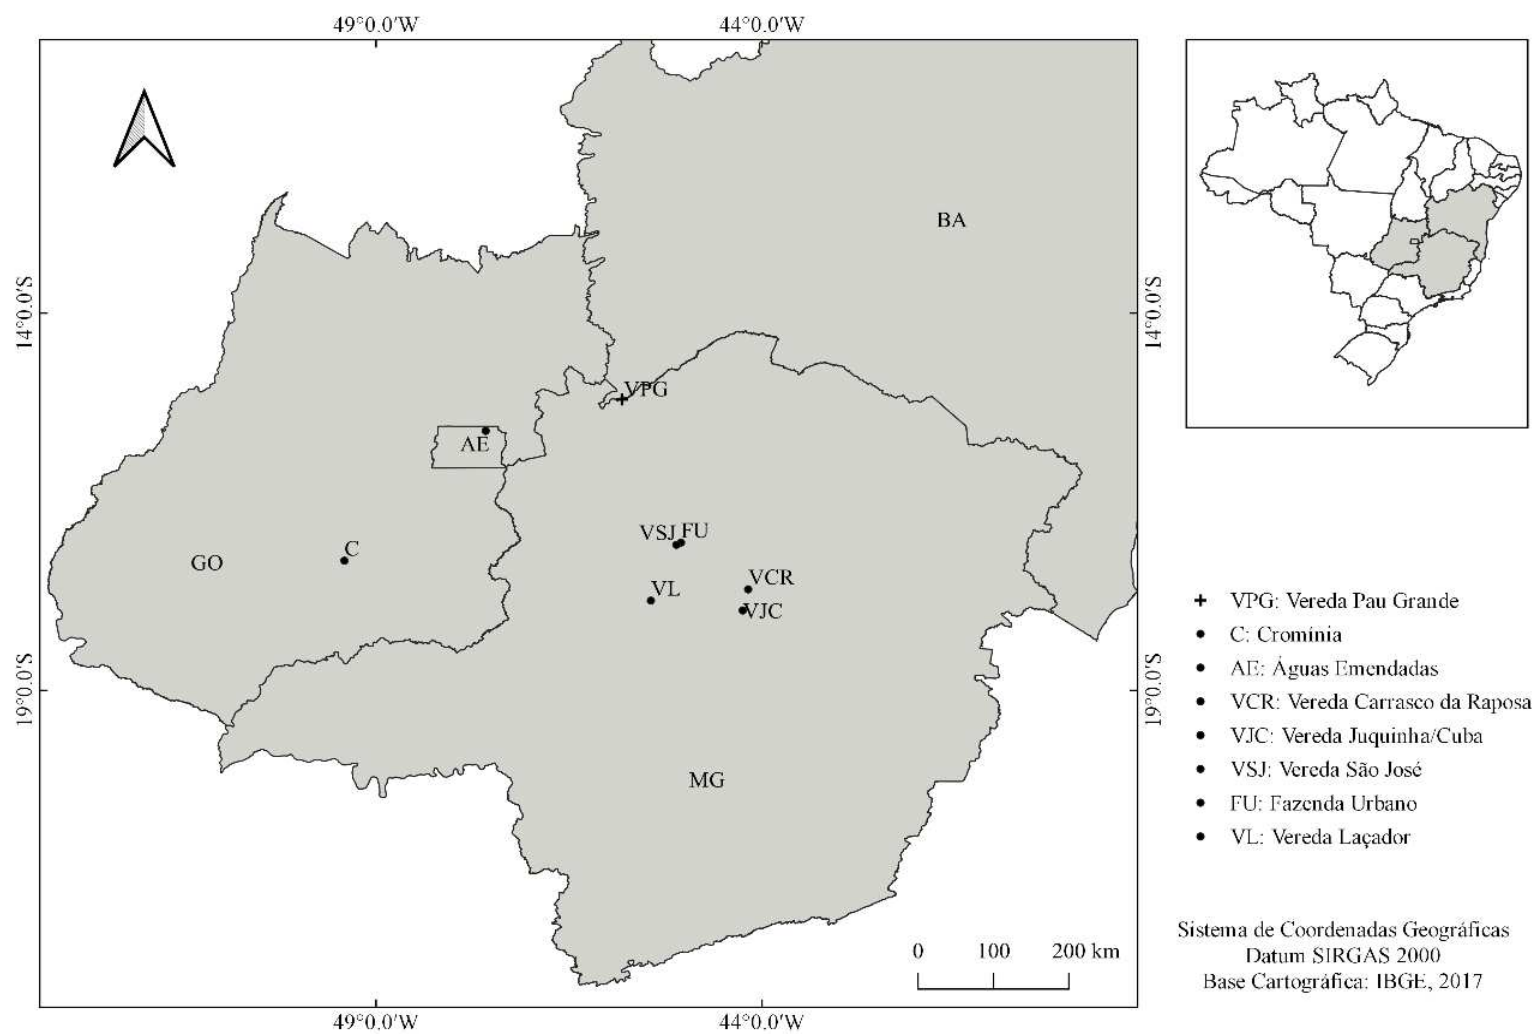 49°0.0'W
44°0.0'W
14°0.0'S
14°0.0'S
BA
VPG
AE
VSJ
FU
GO
C
VL
VCR
VJC
19°0.0'S
19°0.0'S
MG
0 100 200 km
49°0.0'W
44°0.0'W
VPG: Vereda Pau Grande
C: Cromínia
AE: Águas Emendadas
VCR: Vereda Carrasco da Raposa
VJC: Vereda Juquinha/Cuba
VSJ: Vereda São José
FU: Fazenda Urbano
VL: Vereda Laçador
Sistema de Coordenadas Geográficas
Datum SIRGAS 2000
Base Cartográfica: IBGE, 2017